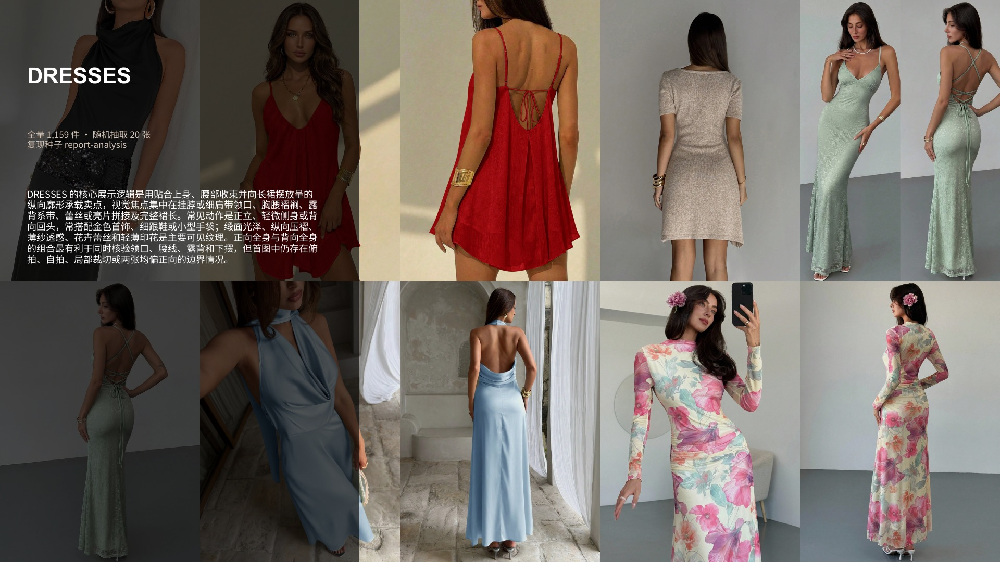 DRESSES
全量 1,159 件 · 随机抽取 20 张
复现种子 report-analysis
DRESSES 的核心展示逻辑是用贴合上身、腰部收束并向长裙摆放量的
纵向廓形承载卖点，视觉焦点集中在挂脖或细肩带领口、胸腰褶裥、露
背系带、蕾丝或亮片拼接及完整裙长。常见动作是正立、轻微侧身或背
向回头，常搭配金色首饰、细跟鞋或小型手袋；缎面光泽、纵向压褶、
薄纱透感、花卉蕾丝和轻薄印花是主要可见纹理。正向全身与背向全身
的组合最有利于同时核验领口、腰线、露背和下摆，但首图中仍存在俯
拍、自拍、局部裁切或两张均偏正向的边界情况。